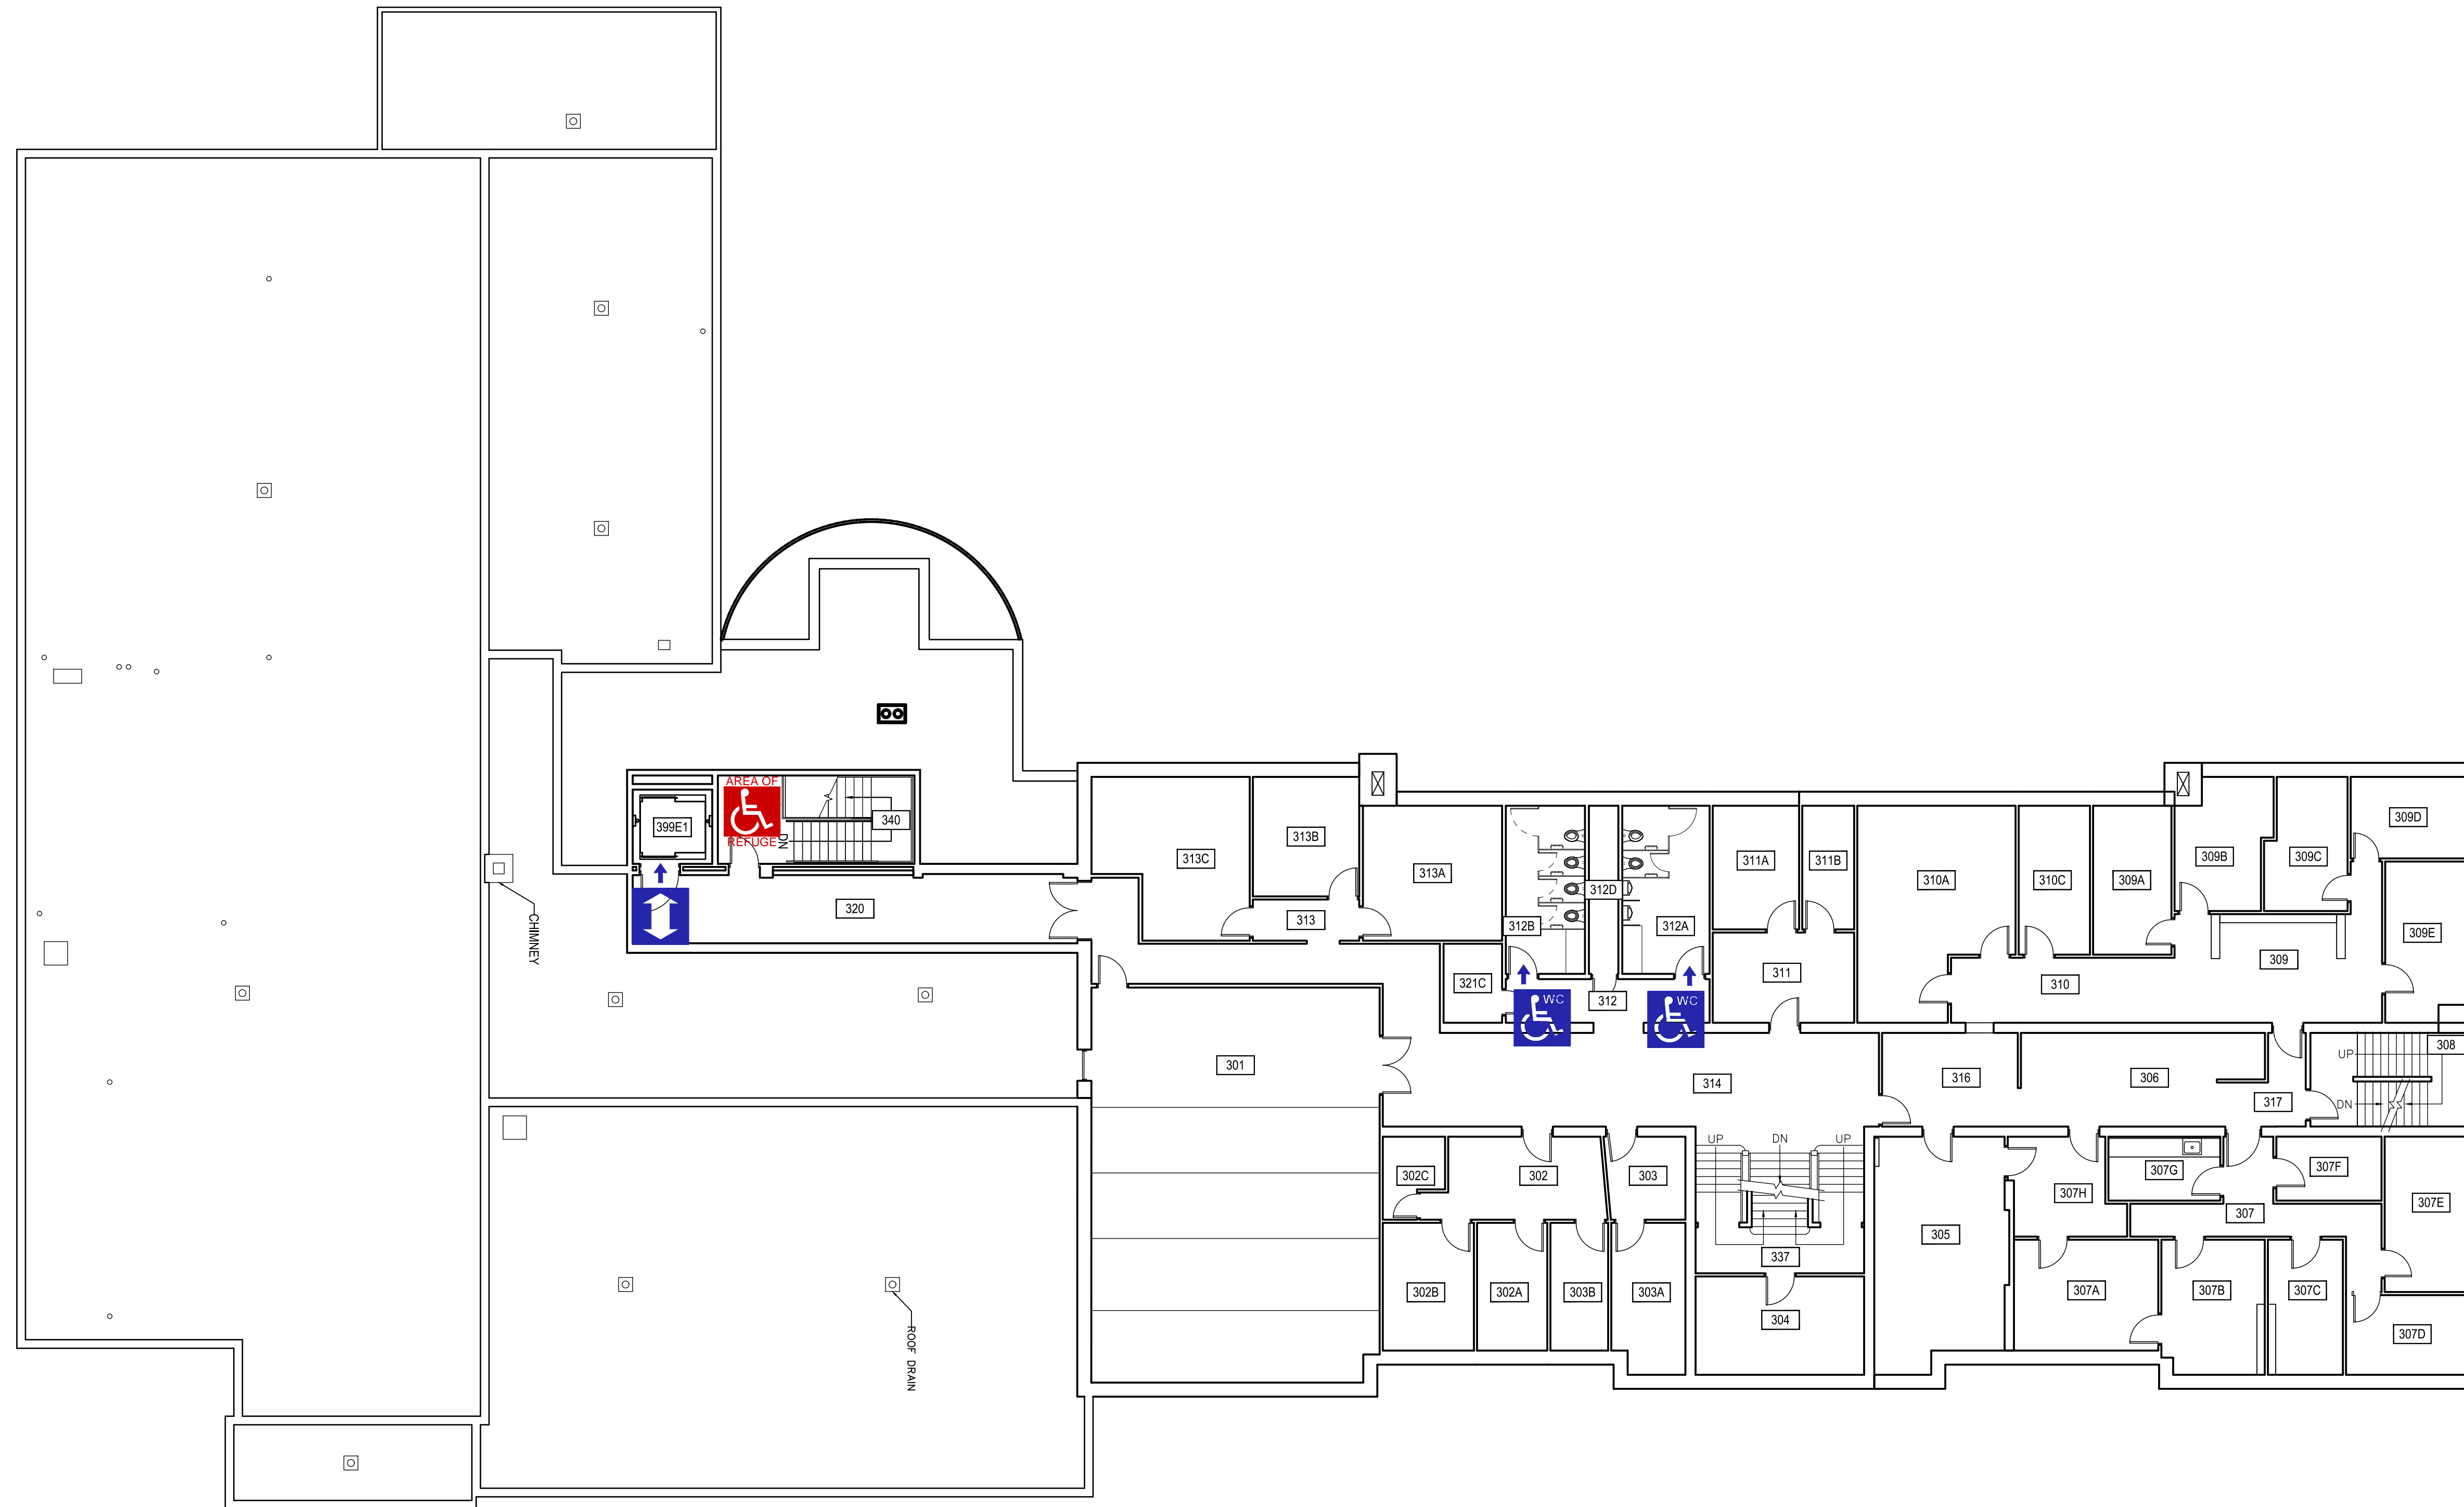 AREA OF
REFUGE
DN
340
399E1
320
CHIMNEY
ROOF DRAIN
313C
313B
313A
313
312B
312D
312A
311A
311B
310A
310C
309A
309B
309C
309D
309E
309
310
311
312
321C
WC
WC
301
314
316
306
317
308
UP
DN
UP
DN
UP
302C
302
303
307G
307F
307H
307
307E
305
337
302B
302A
303B
303A
304
307A
307B
307C
307D